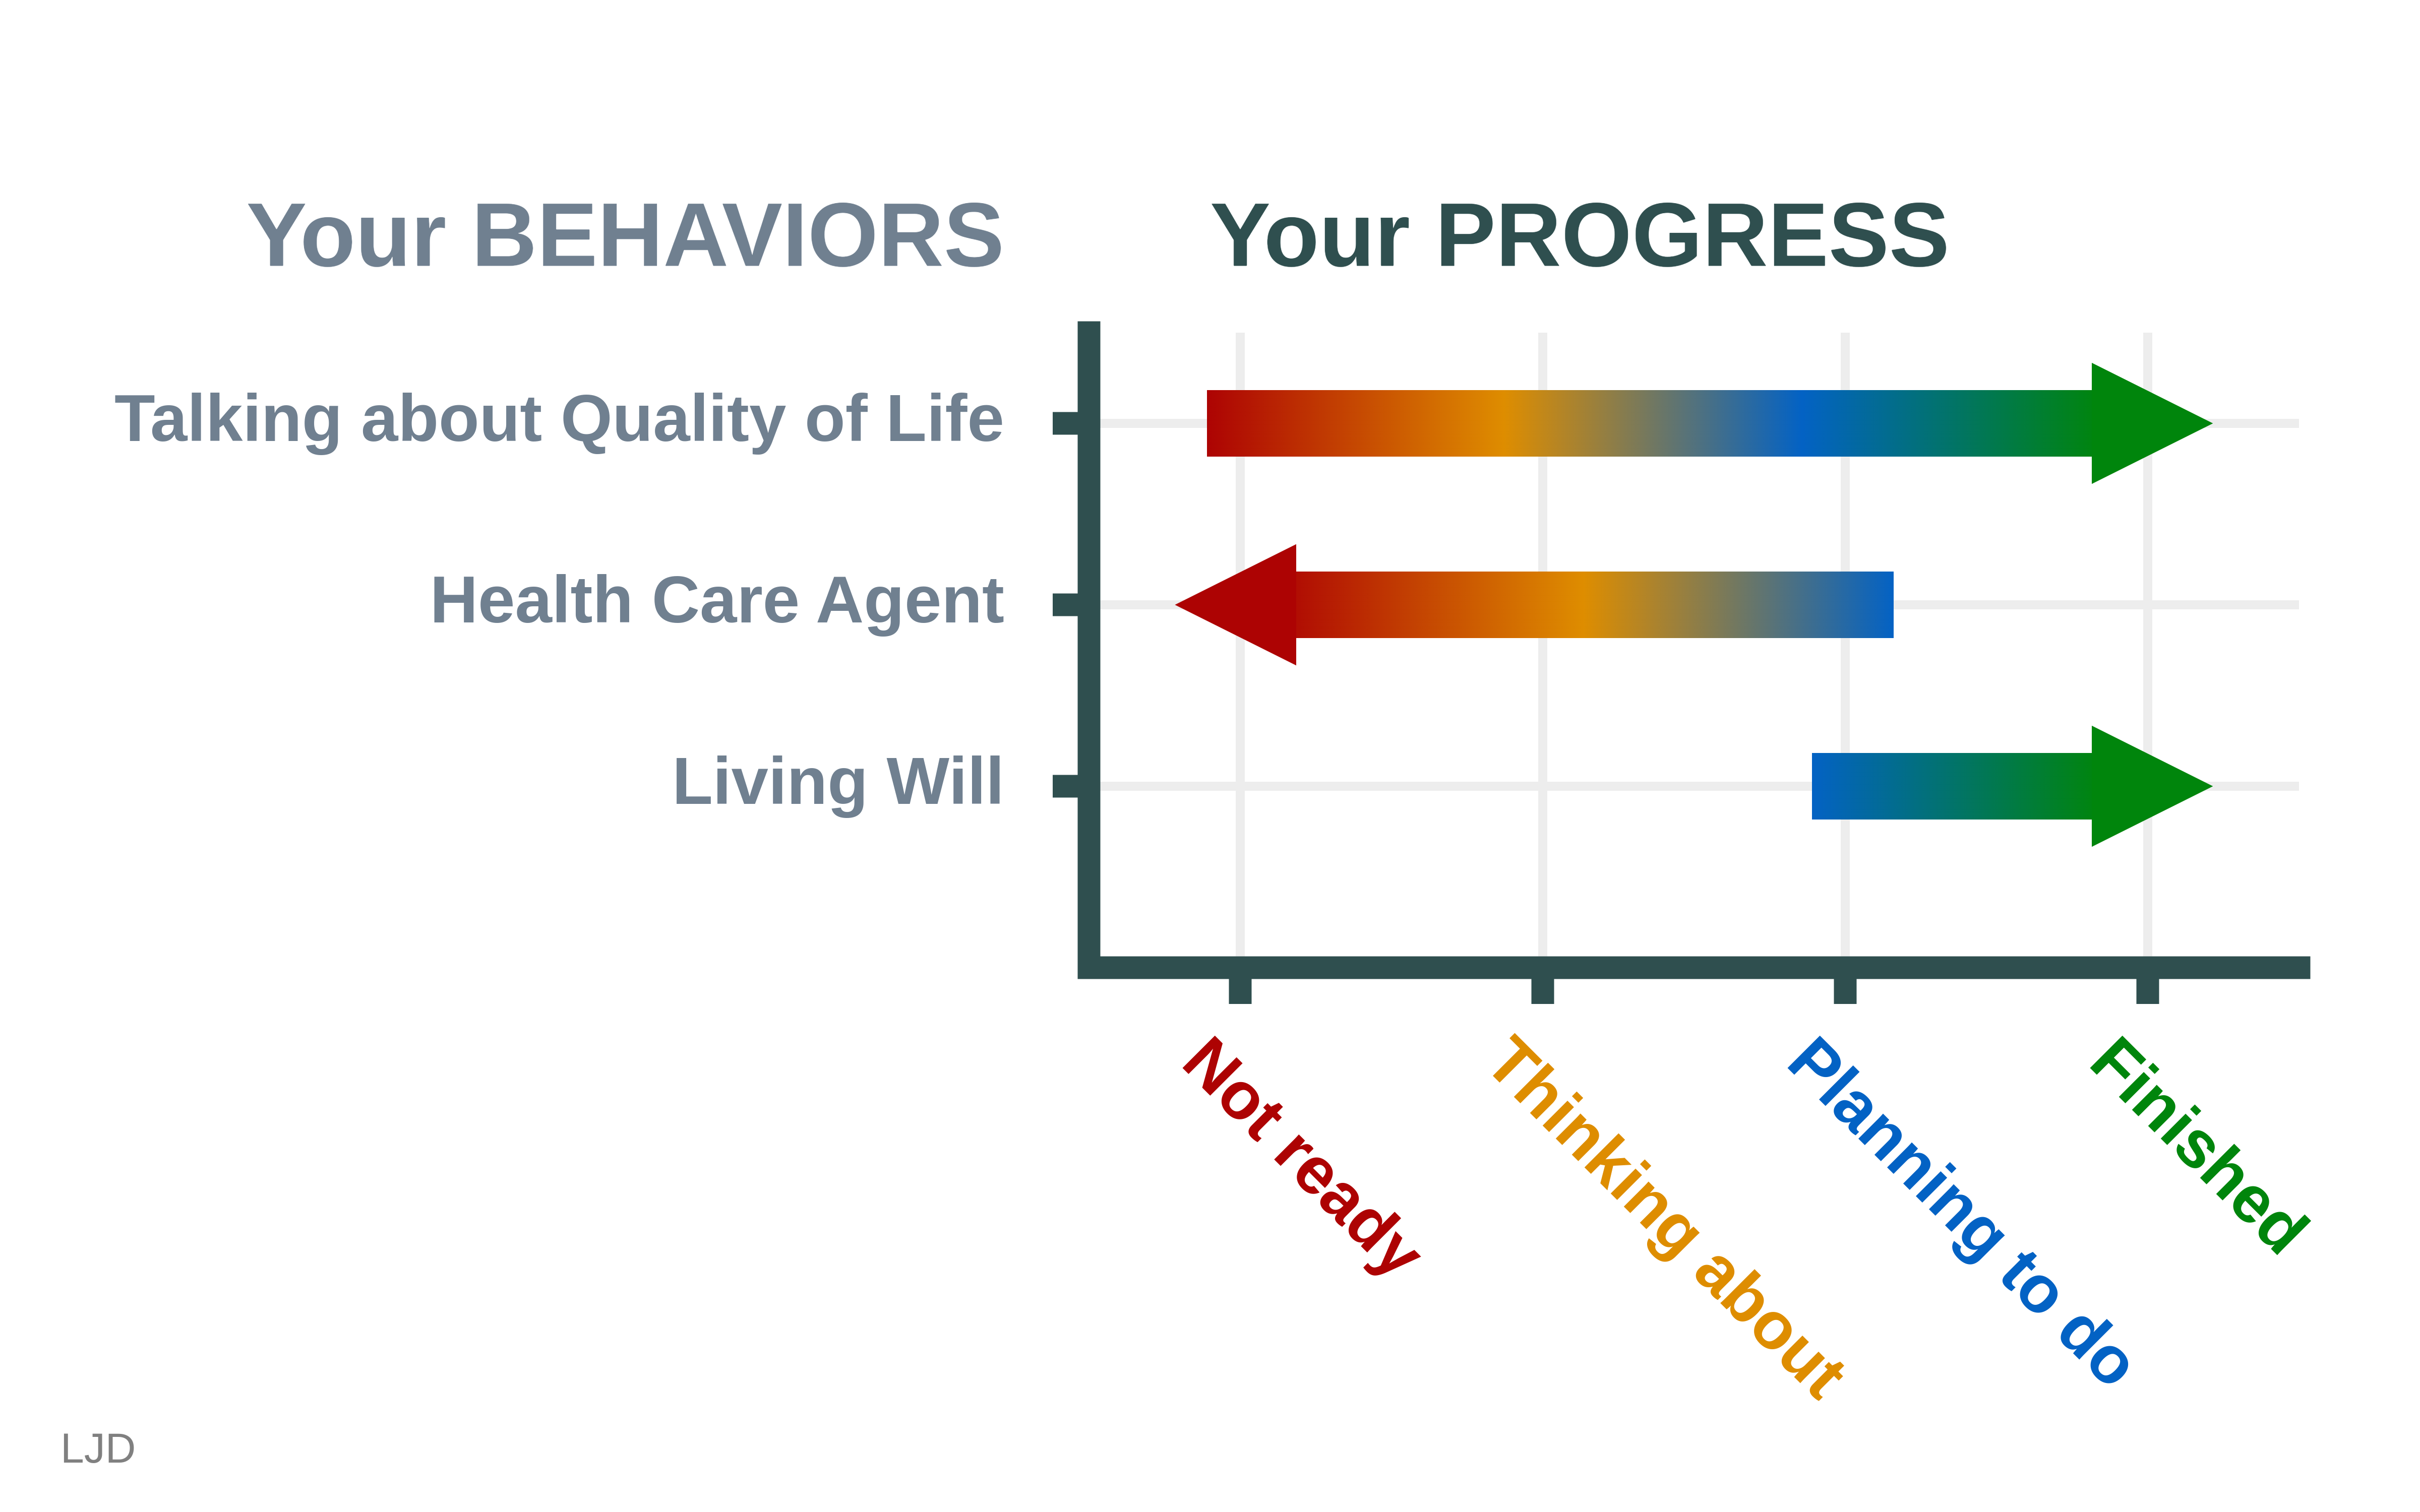 Your BEHAVIORS
Your PROGRESS
Talking about Quality of Life
Health Care Agent
Living Will
Not ready
Thinking about
Planning to do
Finished
LJD